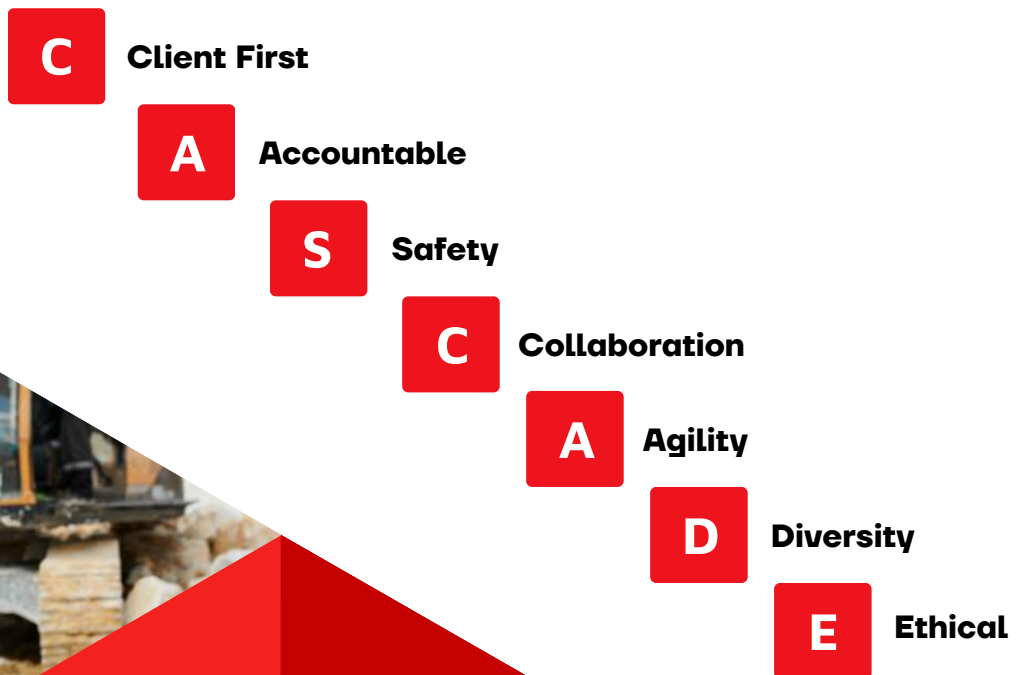 C Client First
A Accountable
S Safety
C Collaboration
A Agility
D Diversity
E Ethical